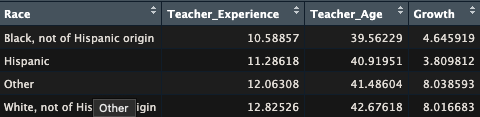 Race Teacher_Experience Teacher_Age Growth
Black, not of Hispanic origin 10.58857 39.56229 4.645919
Hispanic 11.28618 40.91951 3.809812
Other 12.06308 41.48604 8.038593
White, not of His Other igin 12.82526 42.67618 8.016683